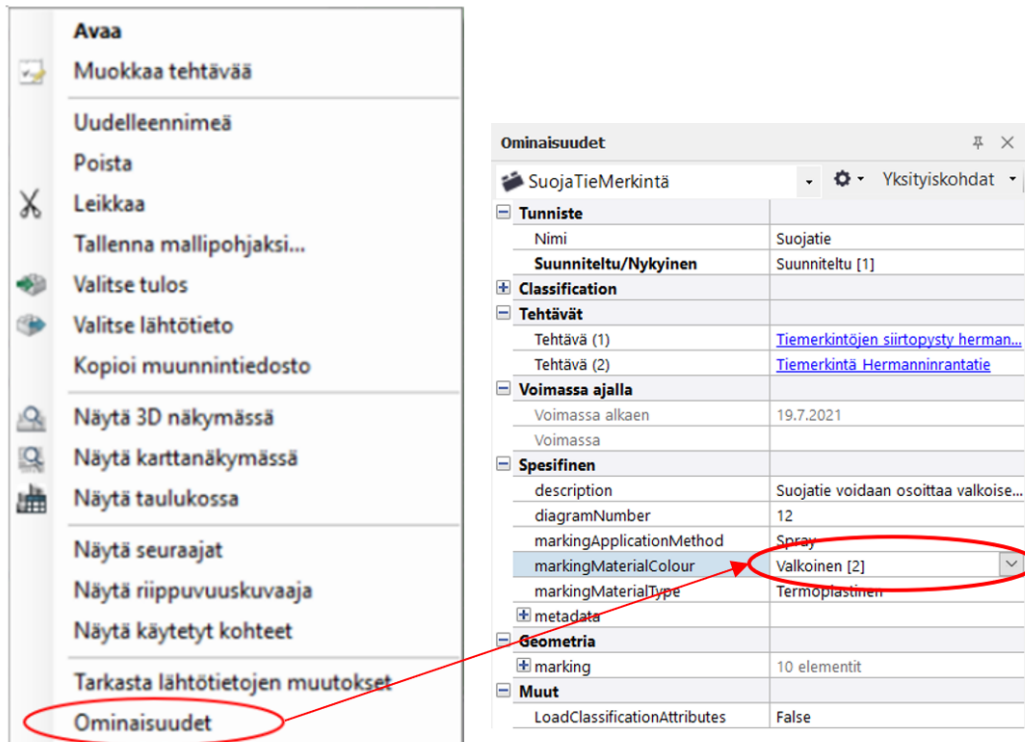 Avaa
Muokkaa tehtävää
Uudelleennimeä
Poista
Leikkaa
Tallenna mallipohjaksi...
Valitse tulos
Valitse lähtötieto
Kopioi muunnintiedosto
Näytä 3D näkymässä
Näytä karttanäkymässä
Näytä taulukossa
Näytä seuraajat
Näytä riippuvuuskuvaaja
Näytä käytetyt kohteet
Tarkasta lähtötietojen muutokset
Ominaisuudet
Ominaisuudet
SuojaTieMerkintä Yksityiskohdat
Tunniste
Nimi Suojatie
Suunniteltu/Nykyinen Suunniteltu [1]
Classification
Tehtävät
Tehtävä (1) Tiemerkintöjen siirtopysty herman...
Tehtävä (2) Tiemerkintä Hermanninrantatie
Voimassa ajalla
Voimassa alkaen 19.7.2021
Voimassa
Spesifinen
description Suojatie voidaan osoittaa valkoise...
diagramNumber 12
markingApplicationMethod Spray
markingMaterialColour Valkoinen [2]
markingMaterialType Termoplastinen
metadata
Geometria
marking 10 elementit
Muut
LoadClassificationAttributes False